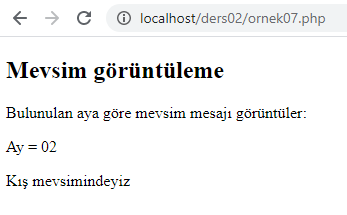 localhost/ders02/ornek07.php
Mevsim görüntüleme
Bulunulan aya göre mevsim mesajı görüntüler:
Ay = 02
Kış mevsimindeyiz